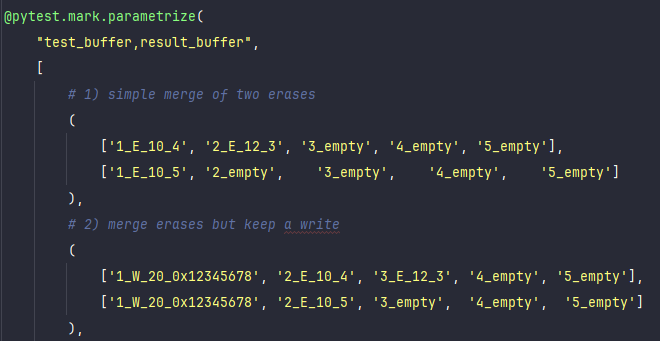 @pytest.mark.parametrize(
    "test_buffer,result_buffer",
    [
        # 1) simple merge of two erases
        (
            ['1_E_10_4', '2_E_12_3', '3_empty', '4_empty', '5_empty'],
            ['1_E_10_5', '2_empty',    '3_empty',    '4_empty',    '5_empty']
        ),
        # 2) merge erases but keep a write
        (
            ['1_W_20_0x12345678', '2_E_10_4', '3_E_12_3', '4_empty', '5_empty'],
            ['1_W_20_0x12345678', '2_E_10_5', '3_empty',  '4_empty',  '5_empty']
        ),